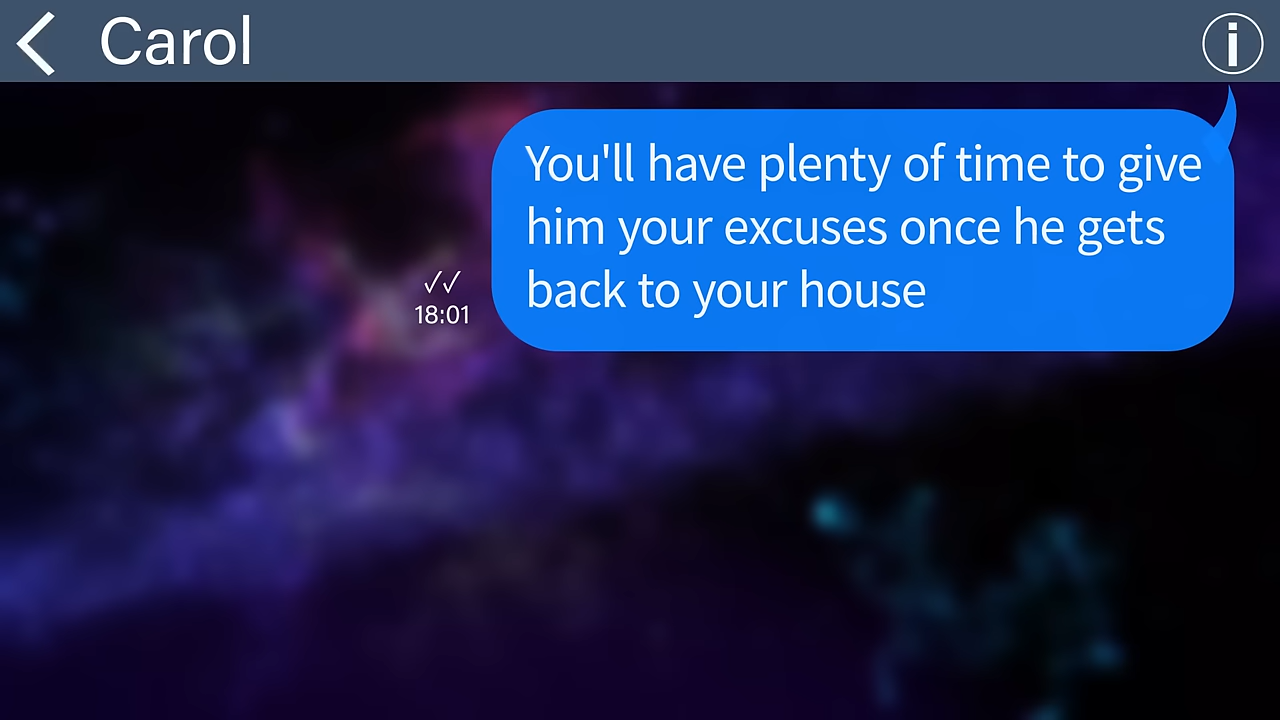 Carol
You'll have plenty of time to give
him your excuses once he gets
back to your house
18:01